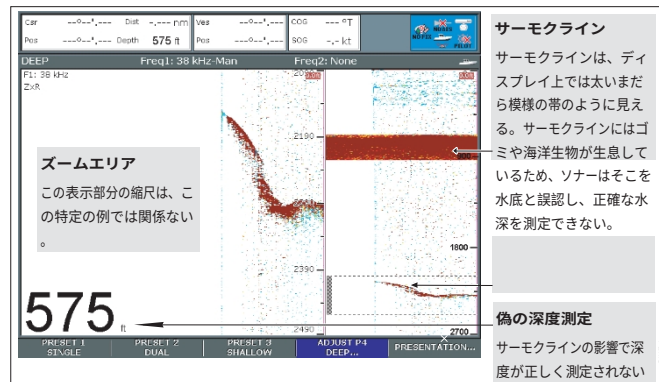 Csr ---°--'.--- Dist -.--- nm Ves ---°--'.--- COG --- °T
Pos ---°--'.--- Depth 575 ft Pos ---°--'.--- SOG -.- kt
DEEP Freq1: 38 kHz-Man Freq2: None
F1: 38 kHz
ZxR
2190
2390
2490
900
1800
2700
ズームエリア
この表示部分の縮尺は、こ
の特定の例では関係ない
。
575 ft
PRESET 1 SINGLE
PRESET 2 DUAL
PRESET 3 SHALLOW
ADJUST P4 DEEP...
PRESENTATION...
サーモクライン
サーモクラインは、ディ
スプレイ上では太いまだ
ら模様の帯のように見え
る。サーモクラインにはゴ
ミや海洋生物が生息して
いるため、ソナーはそこを
水底と誤認し、正確な水
深を測定できない。
偽の深度測定
サーモクラインの影響で深
度が正しく測定されない